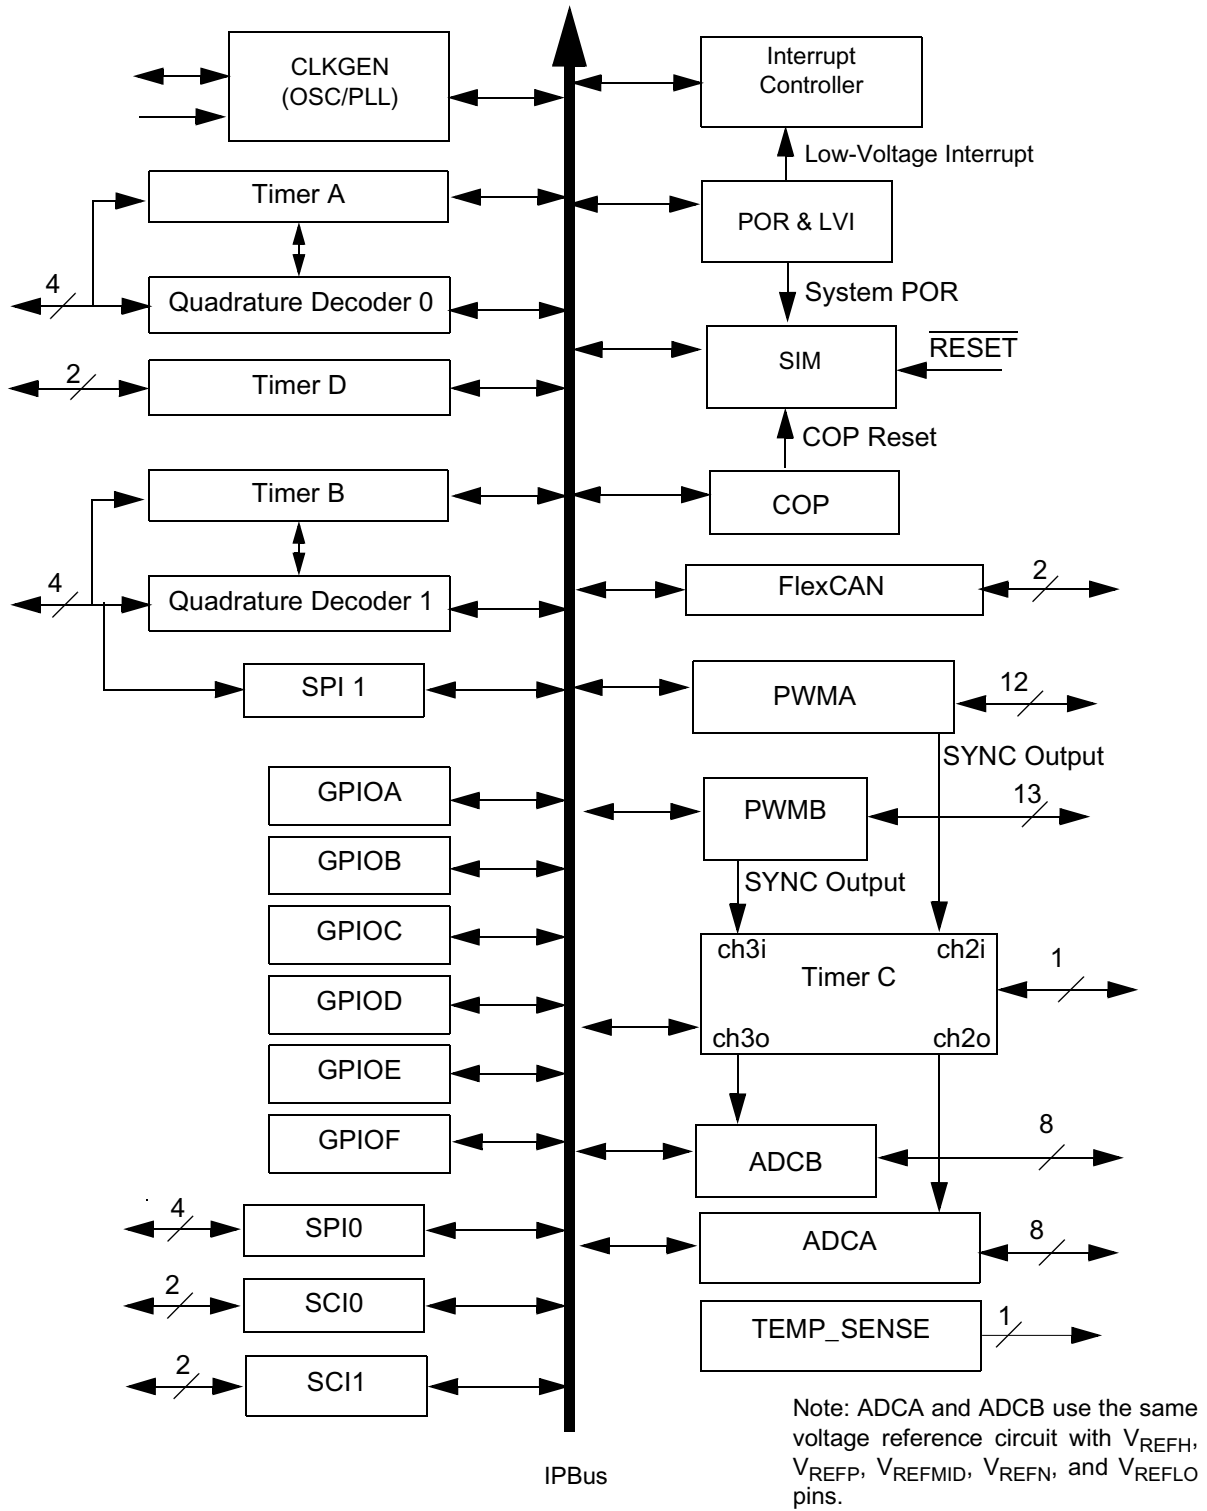 CLKGEN
(OSC/PLL)
Interrupt
Controller
Low-Voltage Interrupt
Timer A
POR & LVI
4
Quadrature Decoder 0
System POR
RESET
SIM
2
Timer D
COP Reset
Timer B
COP
4
Quadrature Decoder 1
FlexCAN
2
SPI 1
PWMA
12
SYNC Output
GPIOA
PWMB
13
GPIOB
SYNC Output
GPIOC
ch3i
ch2i
Timer C
1
GPIOD
ch3o
ch2o
GPIOE
GPIOF
ADCB
8
4
SPI0
ADCA
8
2
SCI0
TEMP_SENSE
1
2
SCI1
Note: ADCA and ADCB use the same
voltage reference circuit with VREFH,
VREFP, VREFMID, VREFN, and VREFLO
pins.
IPBus